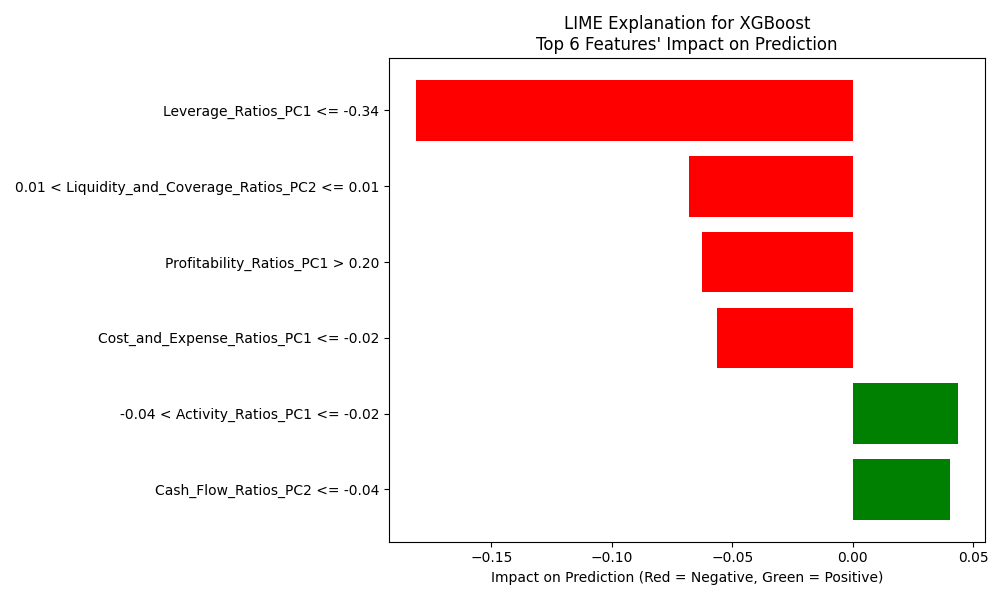 LIME Explanation for XGBoost
Top 6 Features' Impact on Prediction
Leverage_Ratios_PC1 <= -0.34
0.01 < Liquidity_and_Coverage_Ratios_PC2 <= 0.01
Profitability_Ratios_PC1 > 0.20
Cost_and_Expense_Ratios_PC1 <= -0.02
-0.04 < Activity_Ratios_PC1 <= -0.02
Cash_Flow_Ratios_PC2 <= -0.04
−0.15 −0.10 −0.05 0.00 0.05
Impact on Prediction (Red = Negative, Green = Positive)